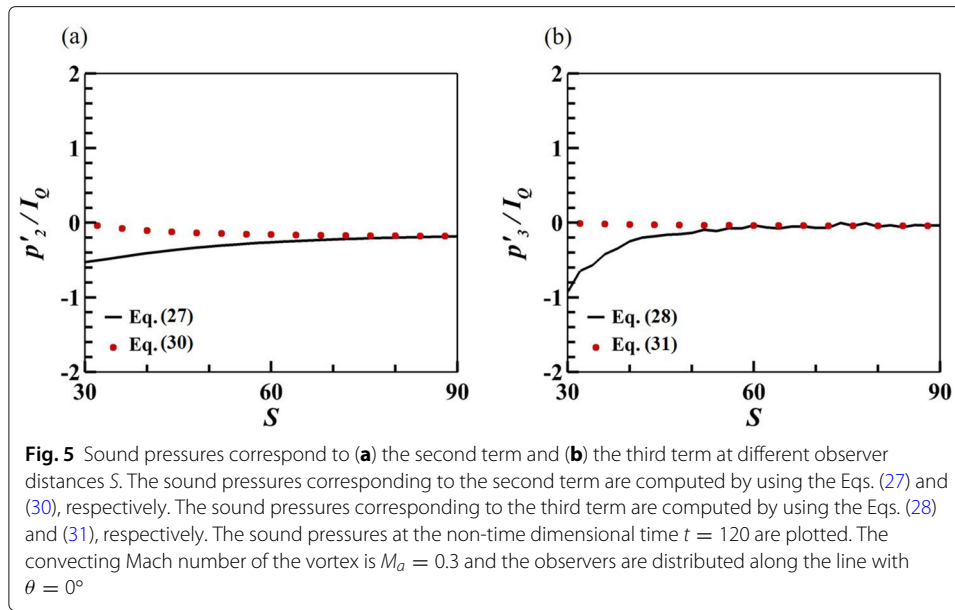 (a)
(b)
2
1
0
-1
-2
p'₂/I_Q
Eq. (27)
Eq. (30)
30
60
90
S
2
1
0
-1
-2
p'₃/I_Q
Eq. (28)
Eq. (31)
30
60
90
S
Fig. 5 Sound pressures correspond to (a) the second term and (b) the third term at different observer
distances S. The sound pressures corresponding to the second term are computed by using the Eqs. (27) and
(30), respectively. The sound pressures corresponding to the third term are computed by using the Eqs. (28)
and (31), respectively. The sound pressures at the non-time dimensional time t = 120 are plotted. The
convecting Mach number of the vortex is Mₐ = 0.3 and the observers are distributed along the line with
θ = 0°